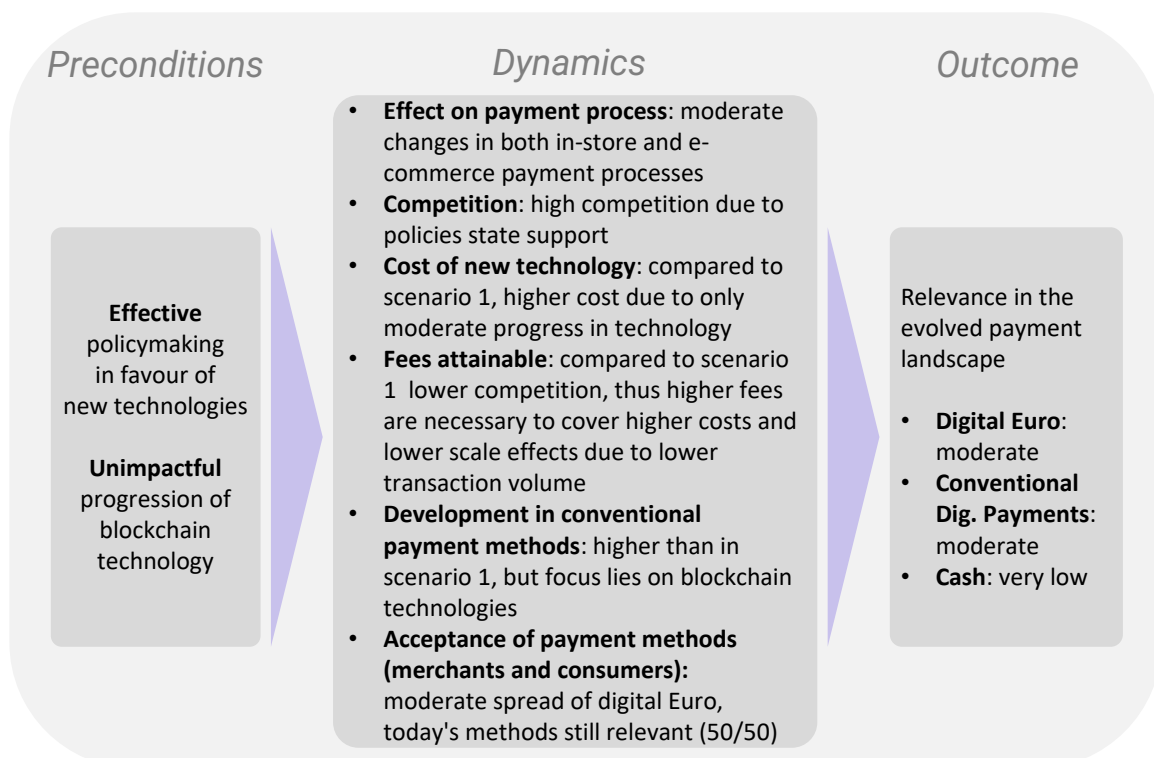 Preconditions
Dynamics
Outcome
Effective
policymaking
in favour of
new technologies
Unimpactful
progression of
blockchain
technology
• Effect on payment process: moderate
changes in both in-store and e-
commerce payment processes
• Competition: high competition due to
policies state support
• Cost of new technology: compared to
scenario 1, higher cost due to only
moderate progress in technology
• Fees attainable: compared to scenario
1 lower competition, thus higher fees
are necessary to cover higher costs and
lower scale effects due to lower
transaction volume
• Development in conventional
payment methods: higher than in
scenario 1, but focus lies on blockchain
technologies
• Acceptance of payment methods
(merchants and consumers):
moderate spread of digital Euro,
today's methods still relevant (50/50)
Relevance in the
evolved payment
landscape
• Digital Euro:
moderate
• Conventional
Dig. Payments:
moderate
• Cash: very low